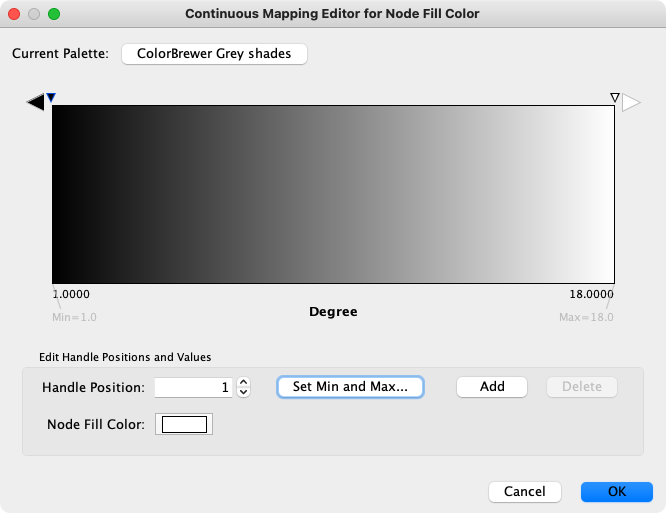 Continuous Mapping Editor for Node Fill Color
Current Palette: ColorBrewer Grey shades
1.0000 18.0000
Min=1.0 Degree Max=18.0
Edit Handle Positions and Values
Handle Position: 1 Set Min and Max... Add Delete
Node Fill Color:
Cancel OK